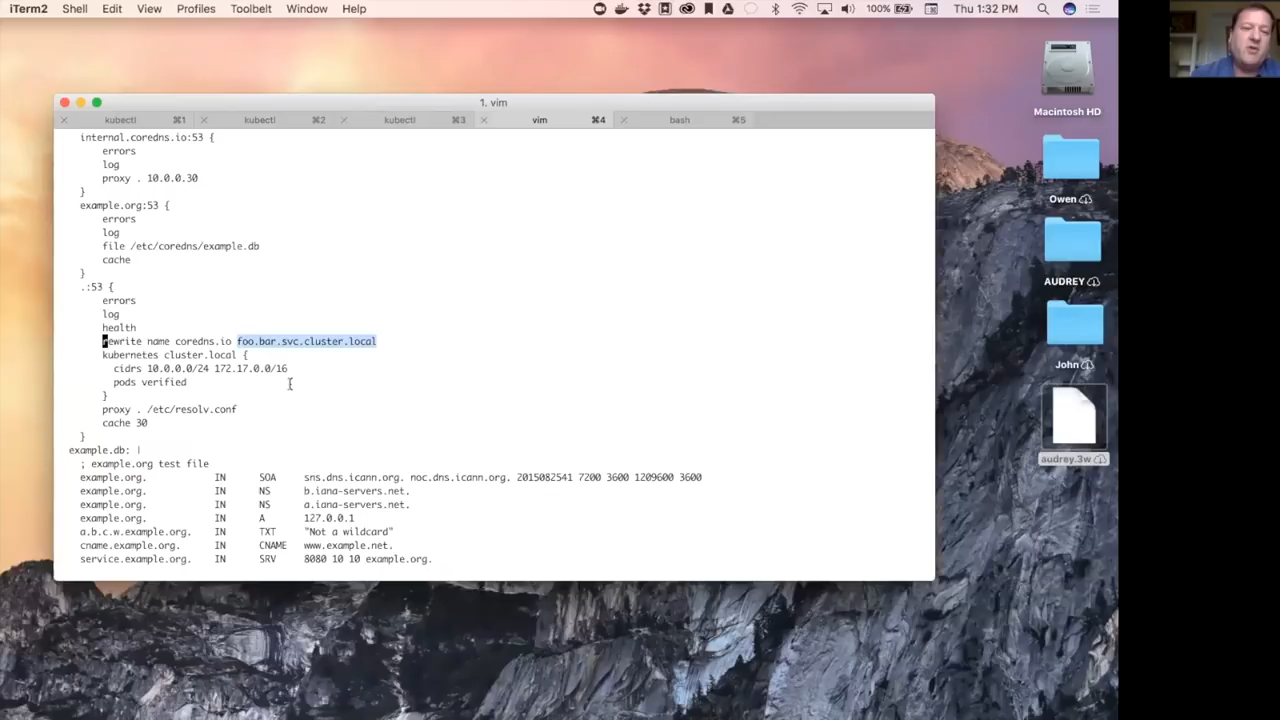 iTerm2 Shell Edit View Profiles Toolbelt Window Help 100% Thu 1:32 PM
1. vim
kubectl ⌘1 kubectl ⌘2 kubectl ⌘3 vim ⌘4 bash ⌘5
internal.coredns.io:53 {
errors
log
proxy . 10.0.0.30
}
example.org:53 {
errors
log
file /etc/coredns/example.db
cache
}
.:53 {
errors
log
health
rewrite name coredns.io foo.bar.svc.cluster.local
kubernetes cluster.local {
cidrs 10.0.0.0/24 172.17.0.0/16
pods verified
}
proxy . /etc/resolv.conf
cache 30
}
example.db: |
; example.org test file
example.org. IN SOA sns.dns.icann.org. noc.dns.icann.org. 2015082541 7200 3600 1209600 3600
example.org. IN NS b.iana-servers.net.
example.org. IN NS a.iana-servers.net.
example.org. IN A 127.0.0.1
a.b.c.w.example.org. IN TXT "Not a wildcard"
cname.example.org. IN CNAME www.example.net.
service.example.org. IN SRV 8080 10 10 example.org.
Macintosh HD
Owen
AUDREY
John
audrey.3w